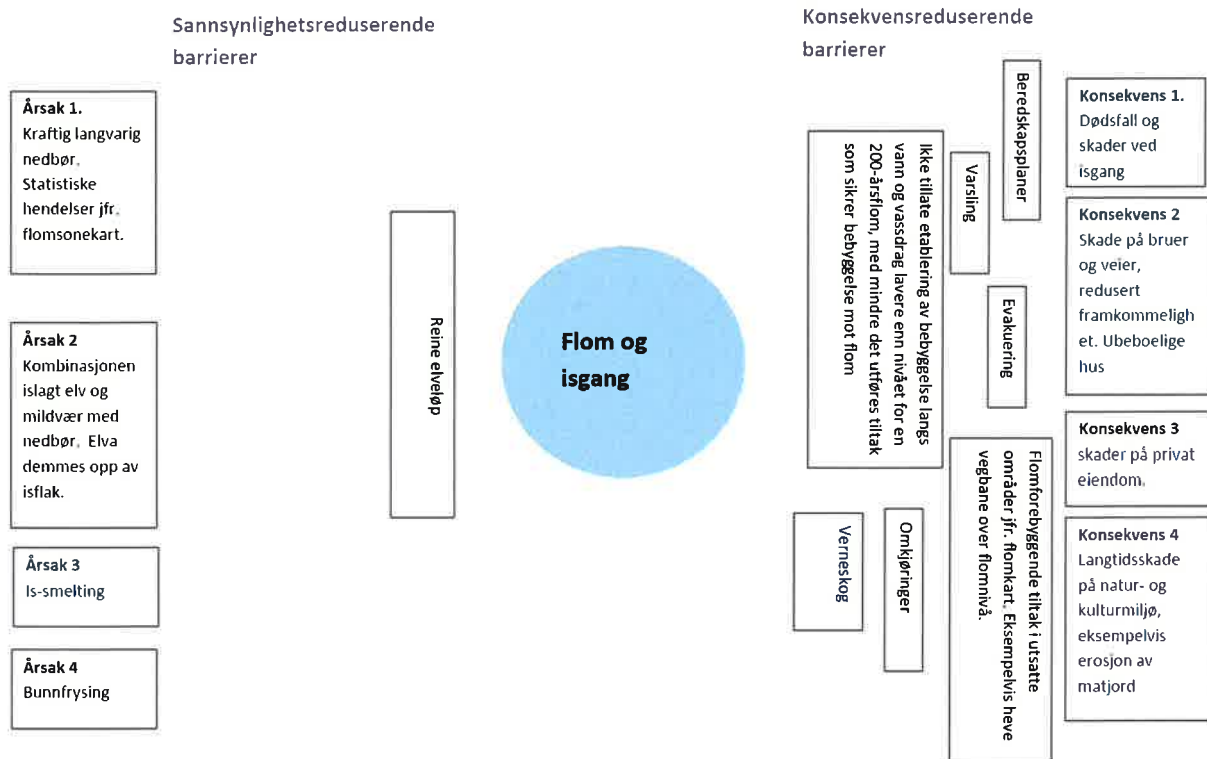 Sannsynlighetsreduserende
barrierer
Konsekvensreduserende
barrierer
Årsak 1.
Kraftig langvarig
nedbør.
Statistiske
hendelser jfr.
flomsonekart.
Årsak 2
Kombinasjonen
islagt elv og
mildvær med
nedbør. Elva
demmes opp av
isflak.
Årsak 3
Is-smelting
Årsak 4
Bunnfrysing
Reine elveløp
Flom og
isgang
Ikke tillate etablering av bebyggelse langs
vann og vassdrag lavere enn nivået for en
200-årsflom, med mindre det utføres tiltak
som sikrer bebyggelse mot flom
Beredskapsplaner
Varsling
Evakuering
Flomforebyggende tiltak i utsatte
områder jfr. flomkart. Eksempelvis heve
vegbane over flomnivå.
Omkjøringer
Verneskog
Konsekvens 1.
Dødsfall og
skader ved
isgang
Konsekvens 2
Skade på bruer
og veier,
redusert
framkommeligh
et. Ubeboelige
hus
Konsekvens 3
skader på privat
eiendom.
Konsekvens 4
Langtidsskade
på natur- og
kulturmiljø,
eksempelvis
erosjon av
matjord